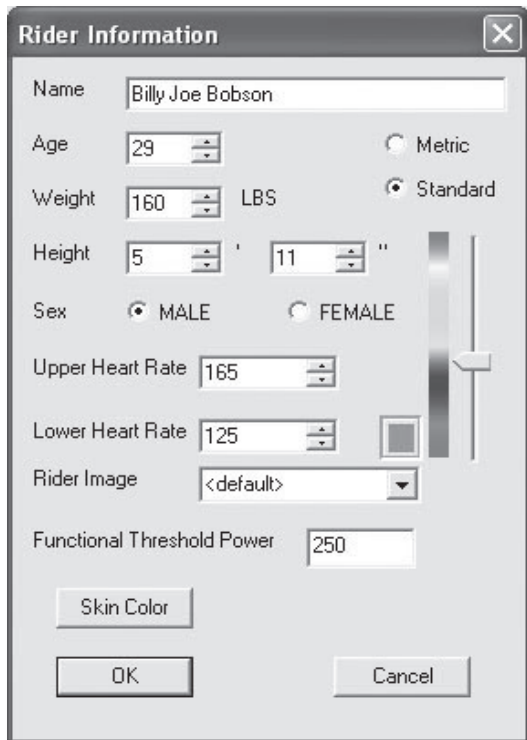 Rider Information
Name Billy Joe Bobson
Age 29 Metric
Weight 160 LBS Standard
Height 5 ' 11 "
Sex MALE FEMALE
Upper Heart Rate 165
Lower Heart Rate 125
Rider Image <default>
Functional Threshold Power 250
Skin Color
OK Cancel